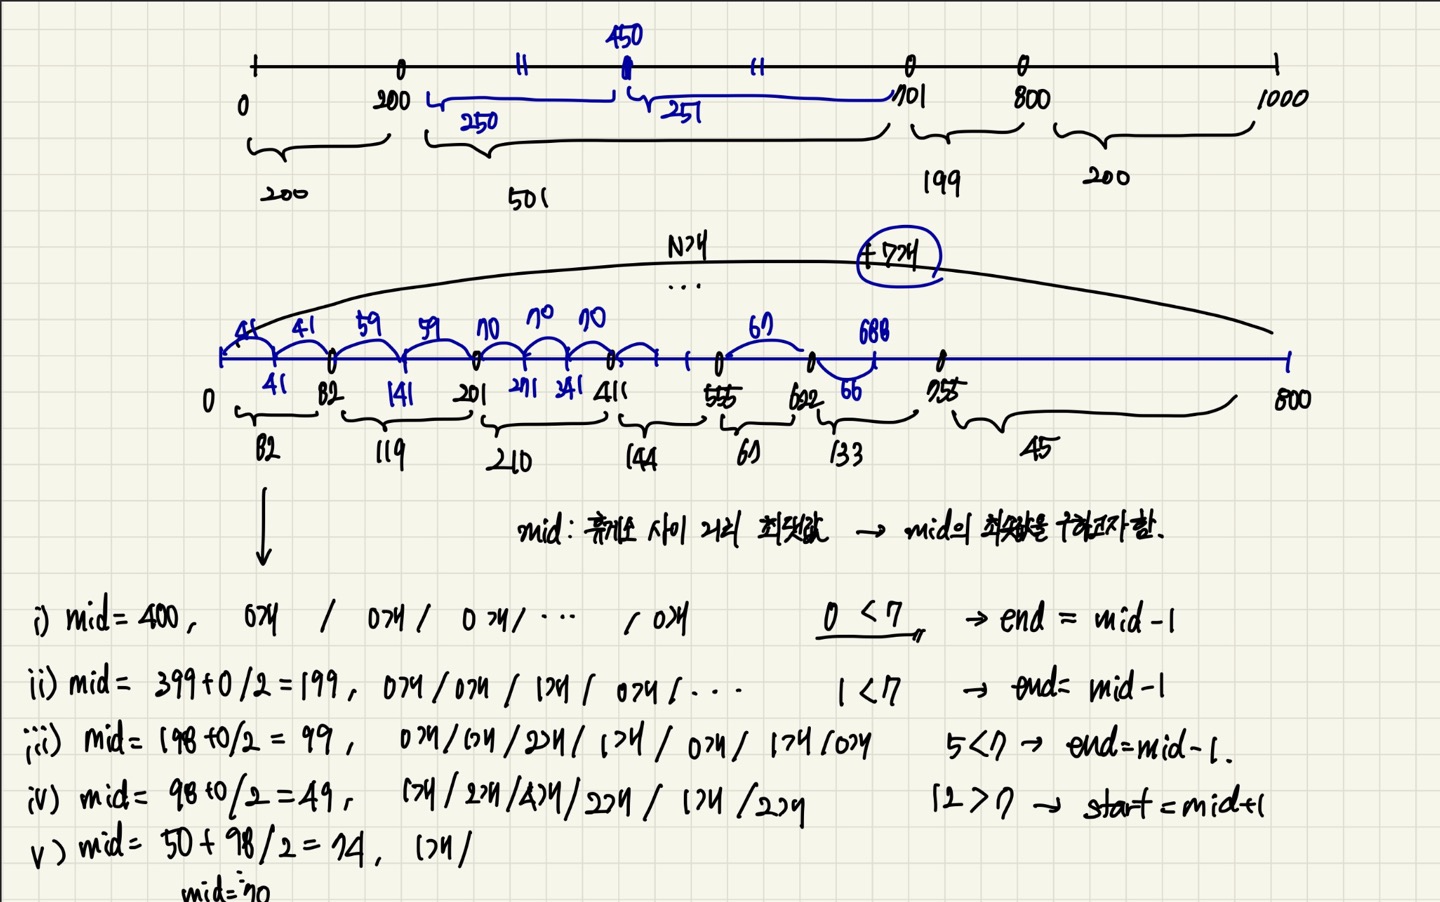 450
0 200 701 800 1000
250 251
200 501 199 200
N개 +7개
...
41 41 59 59 70 70 70 67 688
41 141 271 341 66
0 82 201 411 555 622 755 800
82 119 210 144 67 133 45
mid: 휴게소 사이 거리 최댓값 → mid의 최솟값을 구하고자 함.
i) mid = 400, 0개 / 0개 / 0개 / ... / 0개 0 < 7 → end = mid -1
ii) mid = 399+0/2 = 199, 0개 / 0개 / 1개 / 0개 / ... 1 < 7 → end = mid -1
iii) mid = 198+0/2 = 99, 0개 / 1개 / 2개 / 1개 / 0개 / 1개 / 0개 5 < 7 → end = mid -1.
iv) mid = 98+0/2 = 49, 1개 / 2개 / 4개 / 2개 / 1개 / 2개 12 > 7 → start = mid+1
v) mid = 50+98/2 = 74, 1개 /
mid = 70